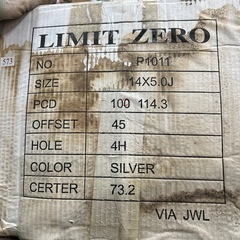 LIMIT ZERO
NO. P1011
573
SIZE 14X5.0J
PCD 100 114.3
OFFSET 45
HOLE 4H
COLOR SILVER
CERTER 73.2
VIA JWL